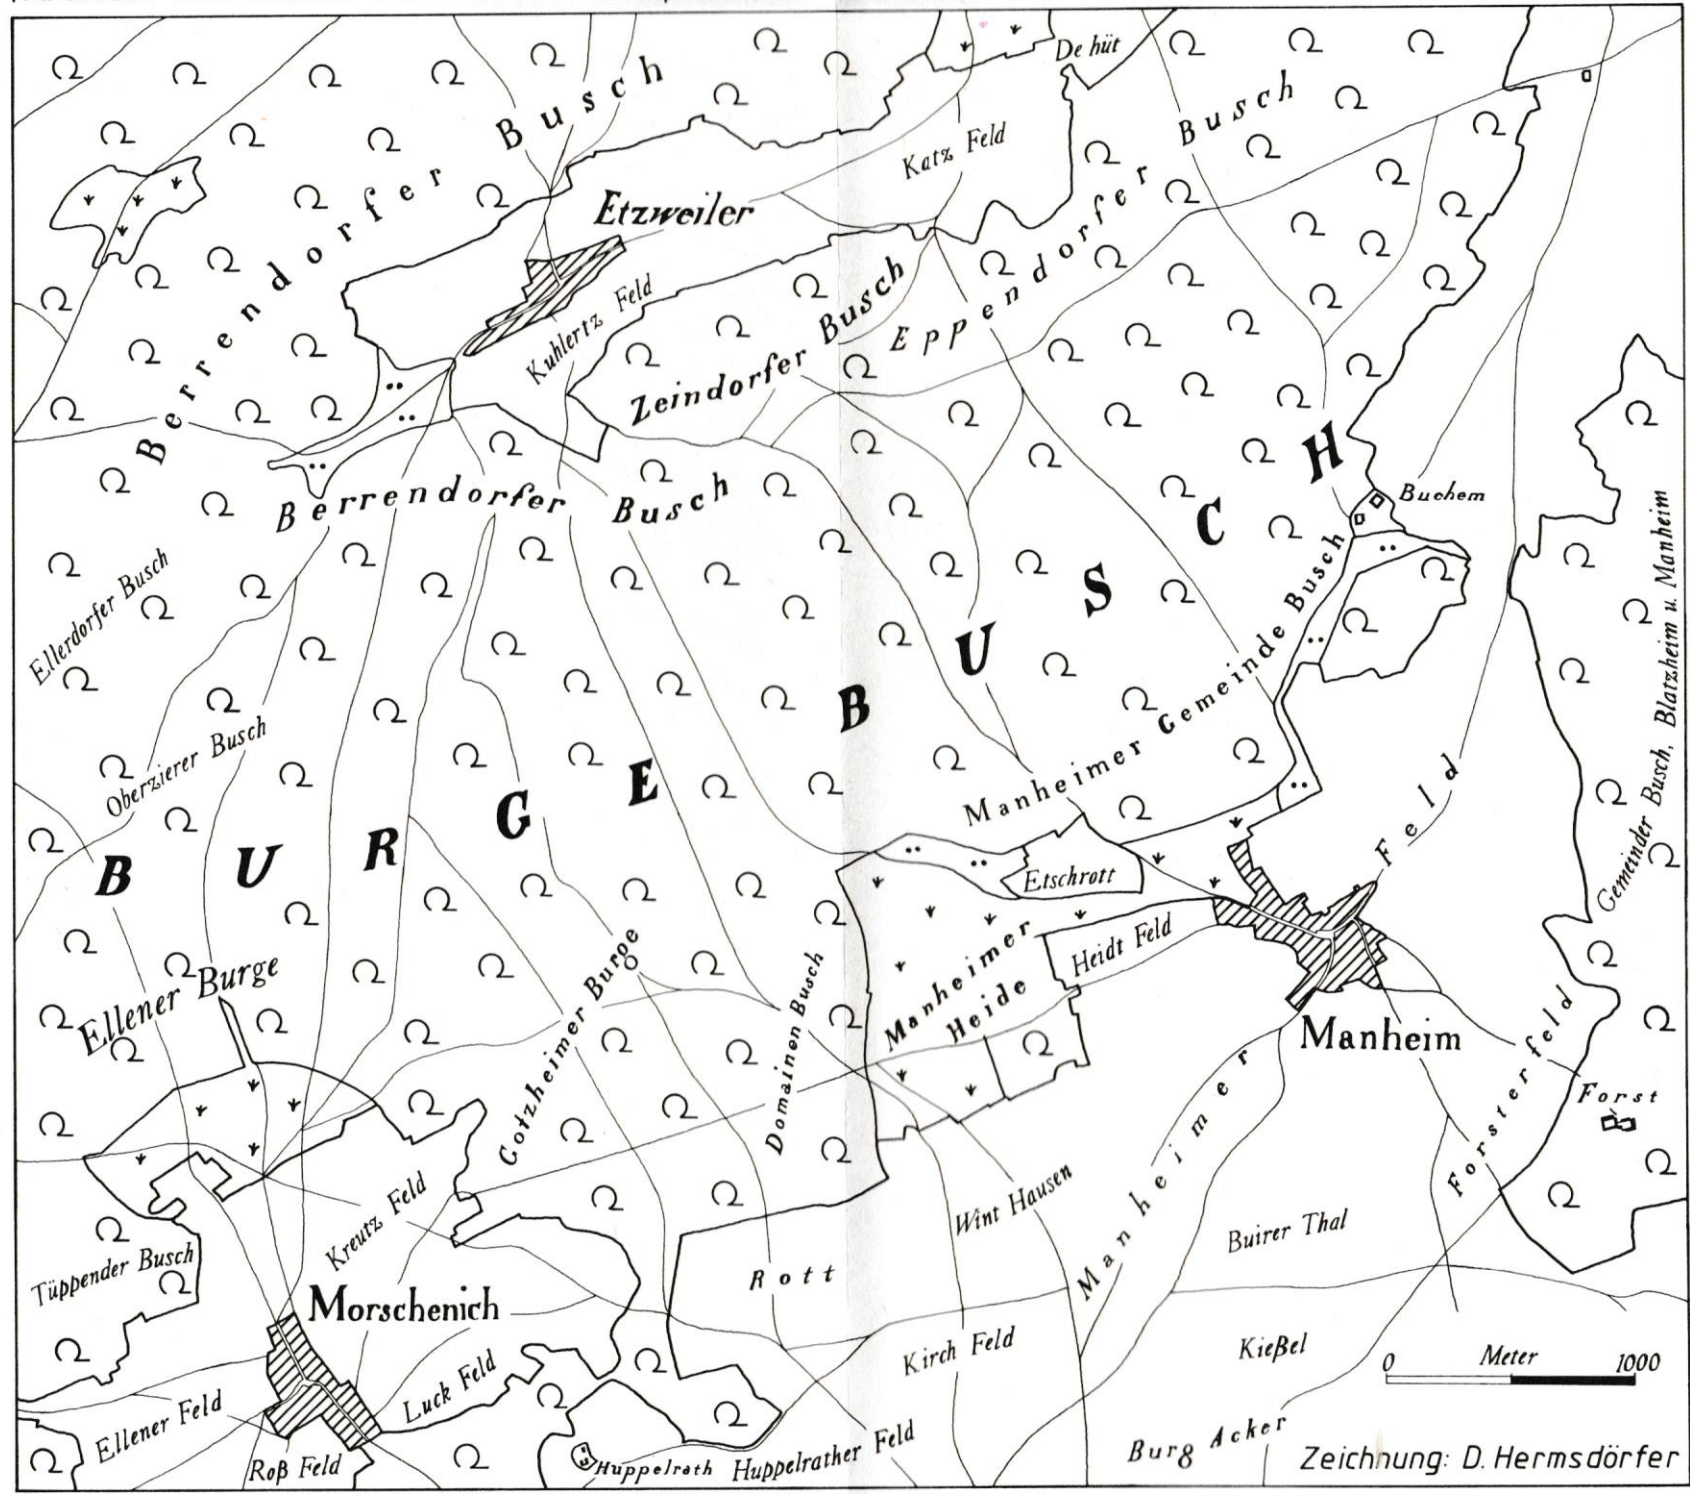 De hüt
Berrendorfer Busch
Eppendorfer Busch
Katz Feld
Etzweiler
Kuhlertz Feld
Zeindorfer Busch
Berrendorfer Busch
Buchem
BURGE BUSCH
Ellerdorfer Busch
Oberzierer Busch
Manheimer Gemeinde Busch
Gemeinder Busch, Blatzheim u. Manheim
Etschrott
Manheimer
Heide
Heidt Feld
Manheim
Manheimer Feld
Forsterfeld
Forst
Ellener Burge
Cotzheimer Burge
Domainen Busch
Kreutz Feld
Tüppender Busch
Morschenich
Wint Hausen
Buirer Thal
Rott
Kirch Feld
Kießel
0 Meter 1000
Luck Feld
Ellener Feld
Roß Feld
Huppelrath
Huppelrather Feld
Burg Acker
Zeichnung: D. Hermsdörfer